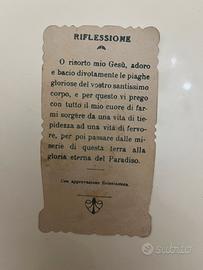 RIFLESSIONE
O risorto mio Gesù, adoro
e bacio divotamente le piaghe
gloriose del vostro santissimo
corpo, e per questo vi prego
con tutto il mio cuore di far-
mi sorgere da una vita di tie-
pidezza ad una vita di fervo-
re, per poi passare dalle mi-
serie di questa terra alla
gloria eterna del Paradiso.
Con approvazione Ecclesiastica.
subito